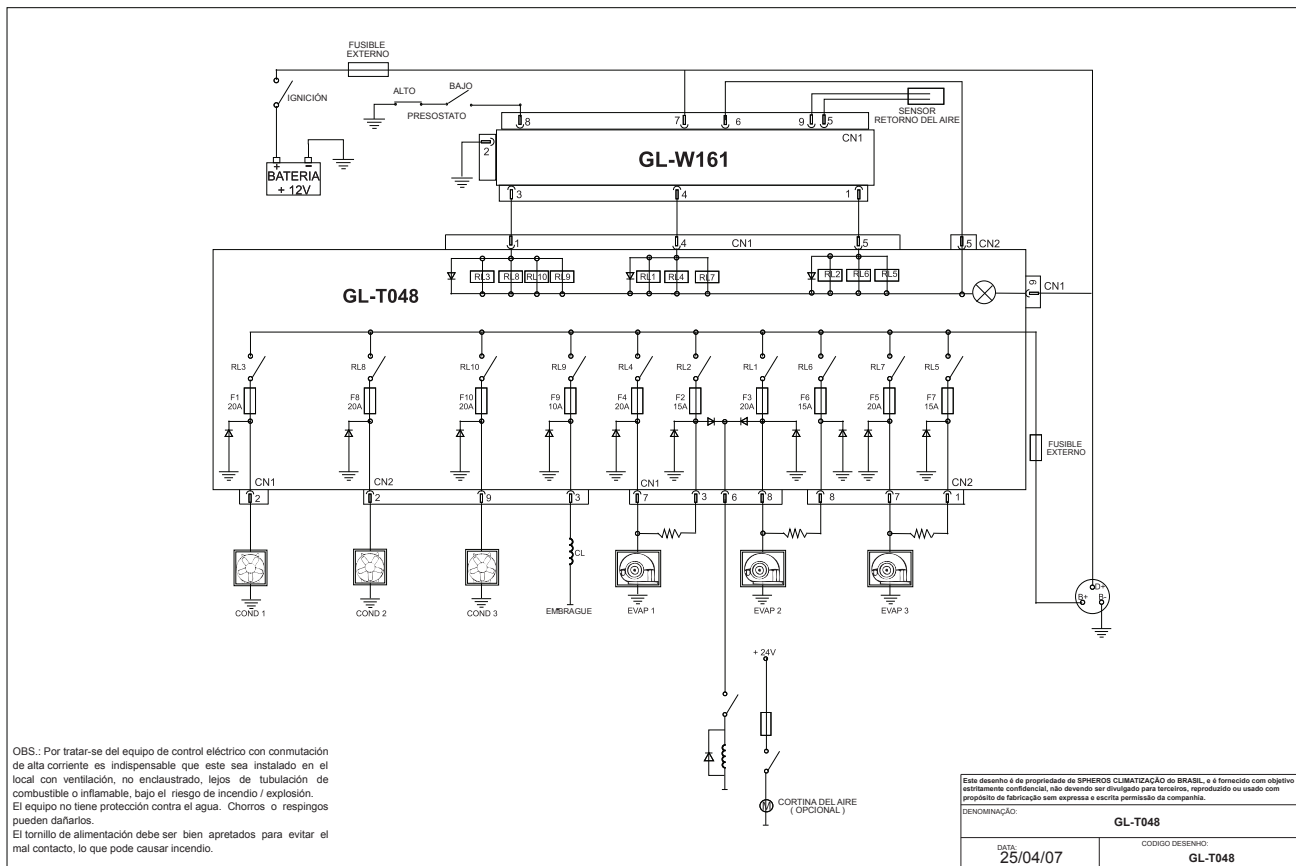 FUSIBLE
EXTERNO
IGNICIÓN
ALTO
BAJO
PRESOSTATO
SENSOR
RETORNO DEL AIRE
8
7
6
9
5
CN1
2
GL-W161
+
-
BATERIA
+ 12V
3
4
1
1
4
CN1
5
5
CN2
RL3
RL8
RL10
RL9
RL1
RL4
RL7
RL2
RL6
RL5
9
CN1
GL-T048
RL3
RL8
RL10
RL9
RL4
RL2
RL1
RL6
RL7
RL5
F1
20A
F8
20A
F10
20A
F9
10A
F4
20A
F2
15A
F3
20A
F6
15A
F5
20A
F7
15A
FUSIBLE
EXTERNO
CN1
2
CN2
2
9
3
CN1
7
3
6
8
8
7
CN2
1
CL
COND 1
COND 2
COND 3
EMBRAGUE
EVAP 1
EVAP 2
EVAP 3
D+
B+
B-
+ 24V
M
CORTINA DEL AIRE
( OPCIONAL )
OBS.: Por tratar-se del equipo de control eléctrico con conmutación
de alta corriente es indispensable que este sea instalado en el
local con ventilación, no enclaustrado, lejos de tubulación de
combustible o inflamable, bajo el riesgo de incendio / explosión.
El equipo no tiene protección contra el agua. Chorros o respingos
pueden dañarlos.
El tornillo de alimentación debe ser bien apretados para evitar el
mal contacto, lo que pode causar incendio.
Este desenho é de propriedade de SPHEROS CLIMATIZAÇÃO do BRASIL, e é fornecido com objetivo
estritamente confidencial, não devendo ser divulgado para terceiros, reproduzido ou usado com
propósito de fabricação sem expressa e escrita permissão da companhia.
DENOMINAÇÃO:
GL-T048
DATA:
25/04/07
CODIGO DESENHO:
GL-T048